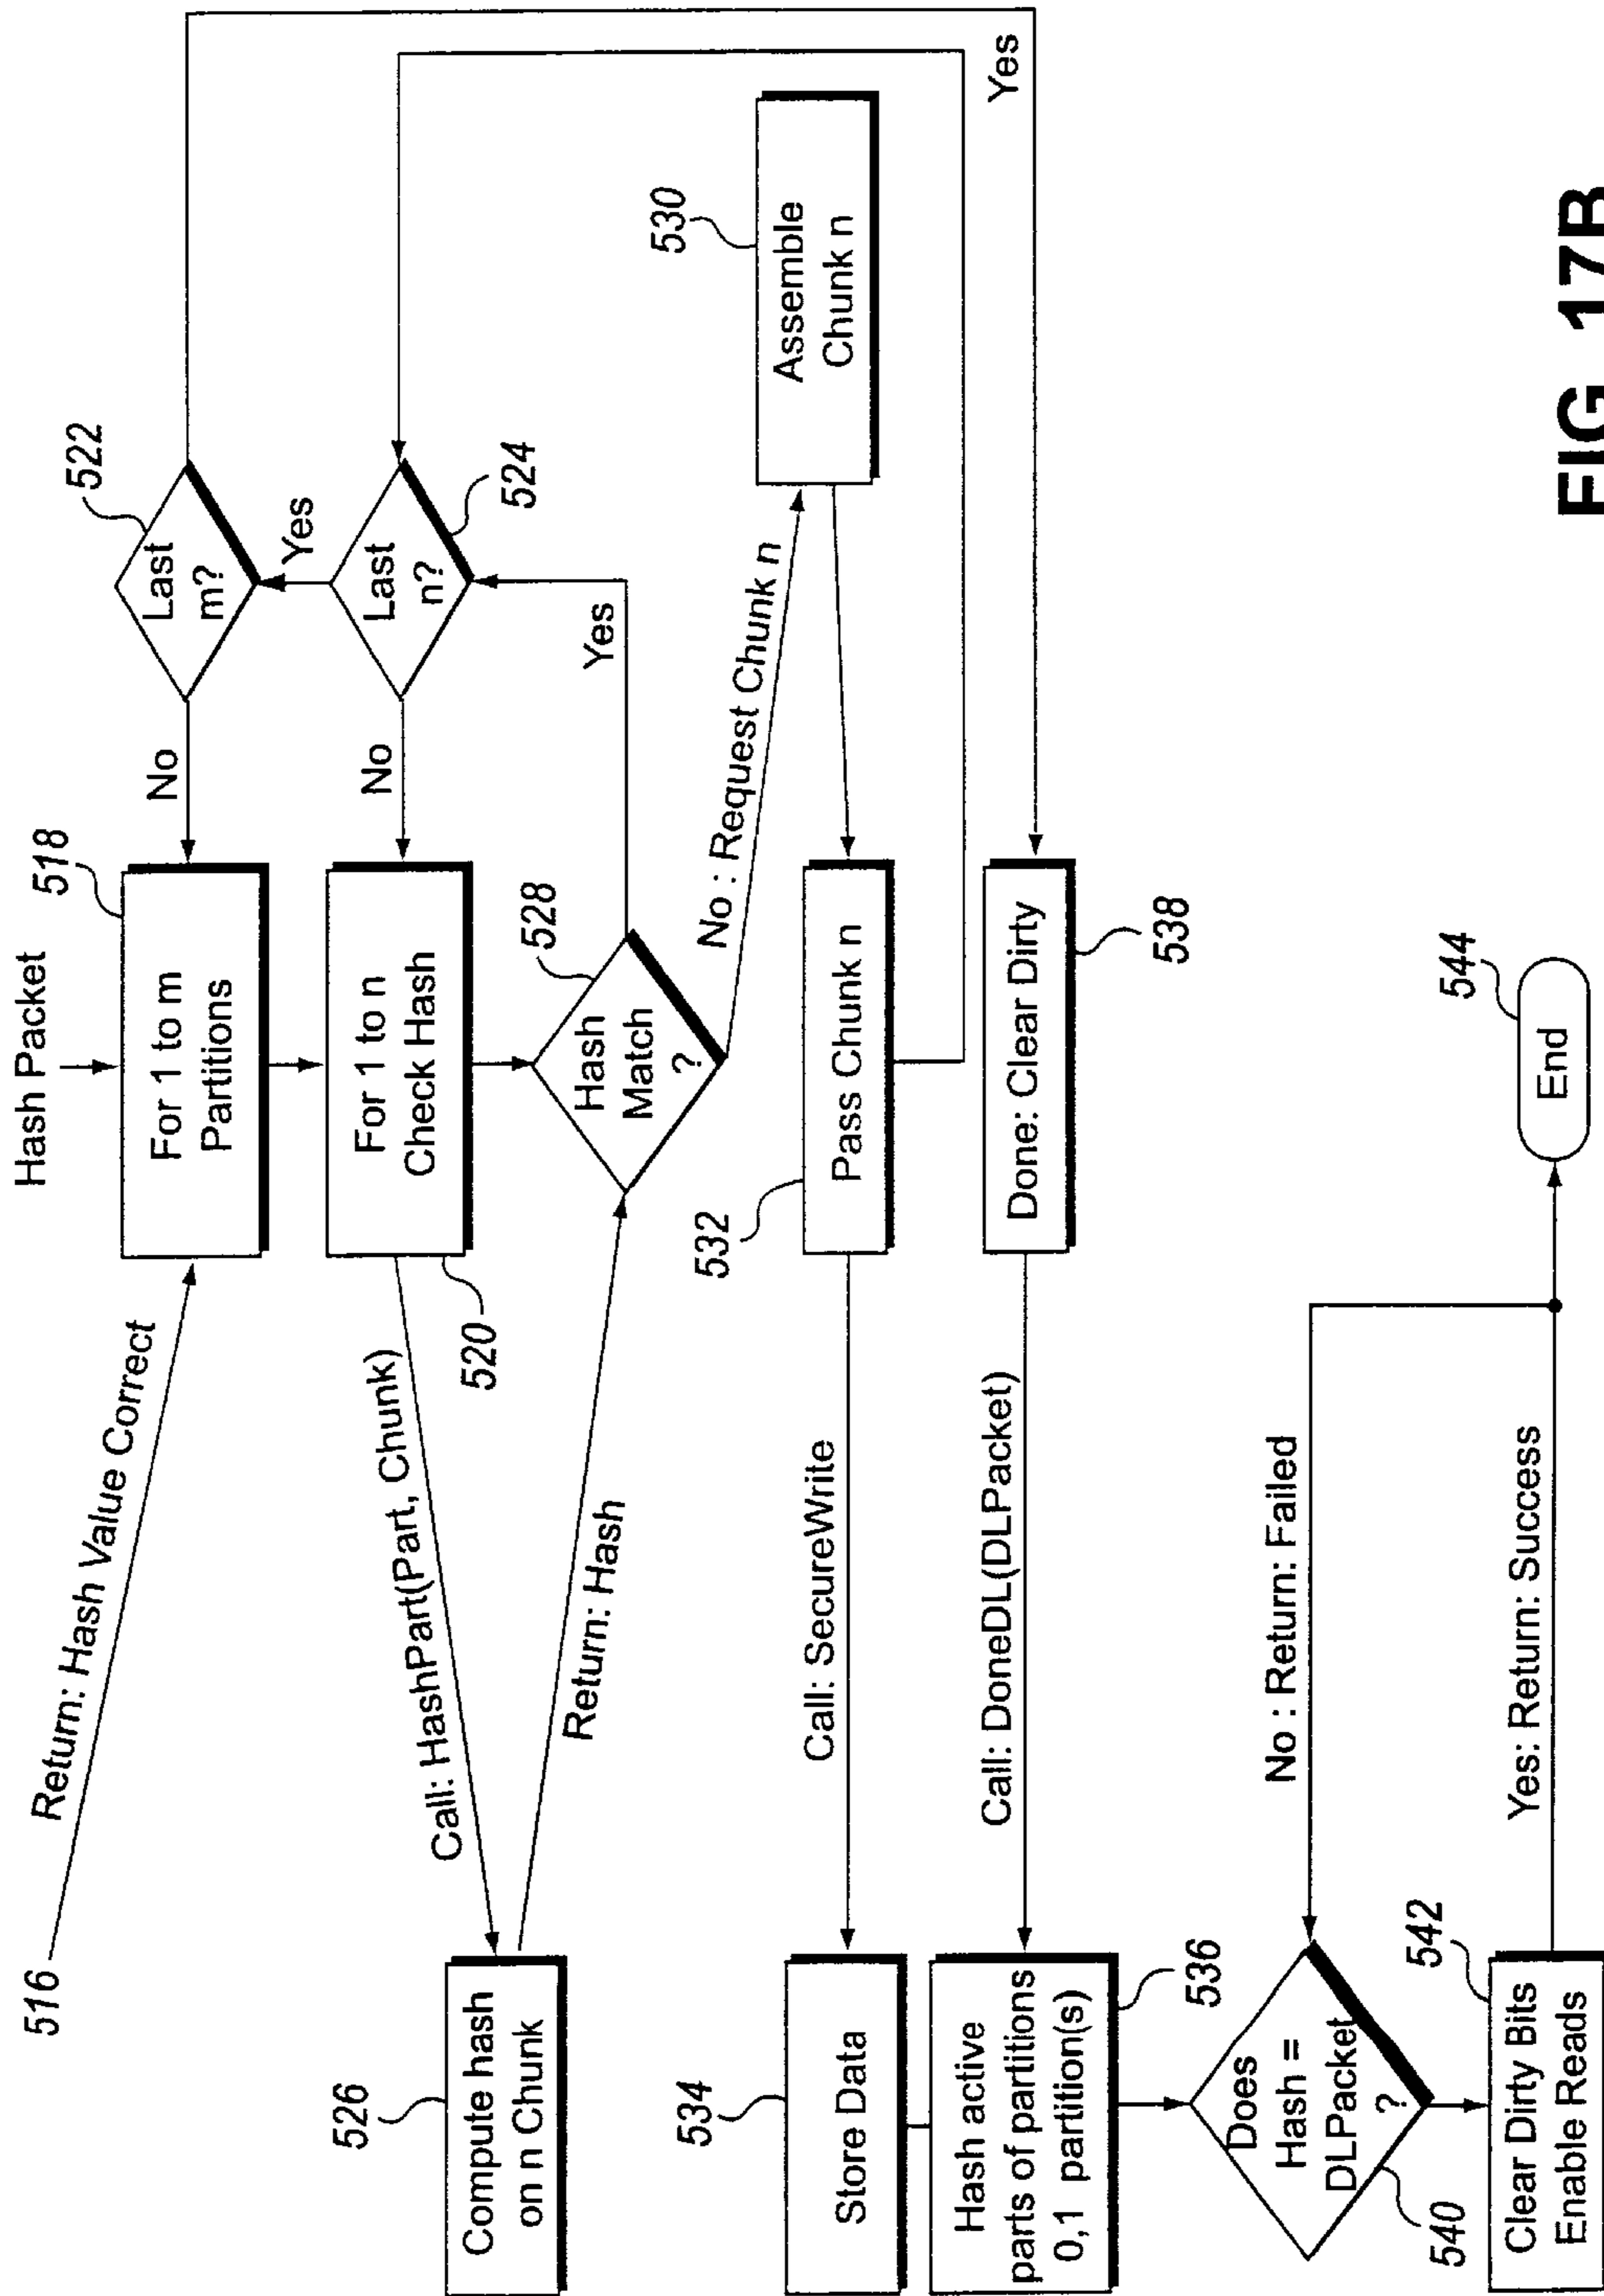 Hash Packet
518
For 1 to m
Partitions
No
Last
m?
522
516
Return: Hash Value Correct
Yes
For 1 to n
Check Hash
520
No
Last
n?
524
Call: HashPart(Part, Chunk)
526
Compute hash
on n Chunk
Return: Hash
528
Hash
Match
?
Yes
No : Request Chunk n
530
Assemble
Chunk n
532
Pass Chunk n
Call: SecureWrite
534
Store Data
Yes
Done: Clear Dirty
538
Call: DoneDL(DLPacket)
Hash active
parts of partitions
0,1 partition(s)
536
Does
Hash =
DLPacket
?
540
No : Return: Failed
542
Clear Dirty Bits
Enable Reads
Yes: Return: Success
544
End
FIG. 17B